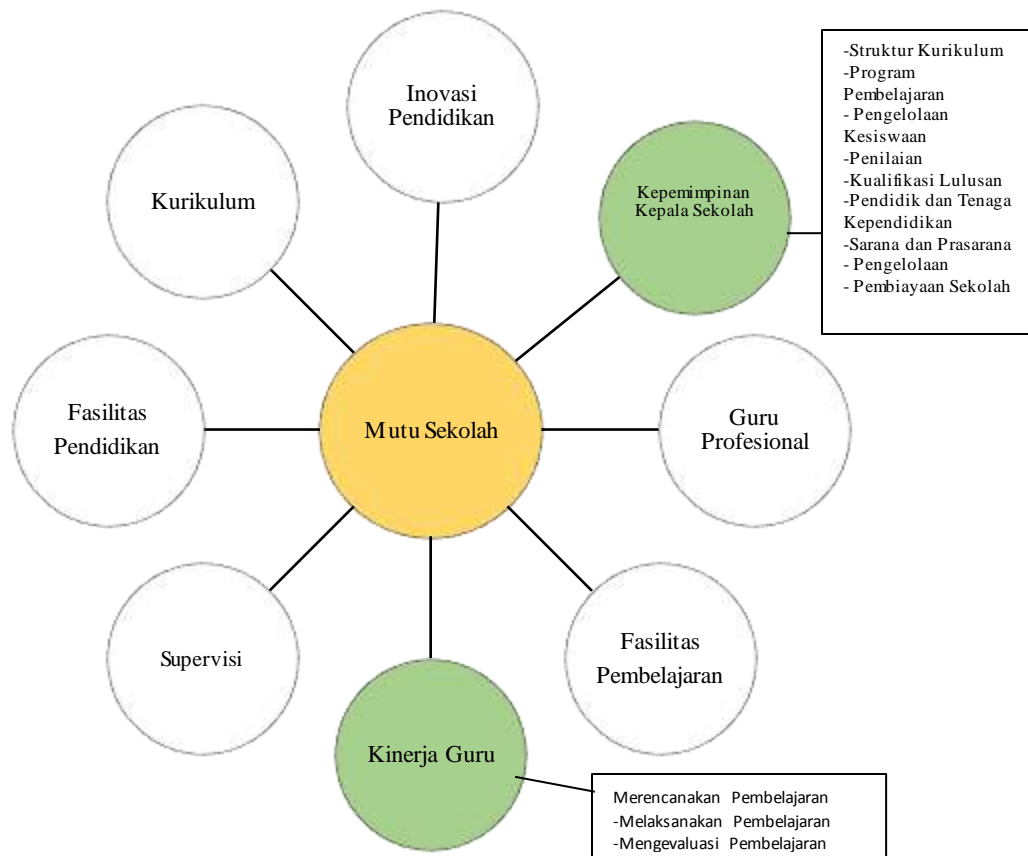 Inovasi
Pendidikan
Kurikulum
Kepemimpinan
Kepala Sekolah
-Struktur Kurikulum
-Program
Pembelajaran
- Pengelolaan
Kesiswaan
-Penilaian
-Kualifikasi Lulusan
-Pendidik dan Tenaga
Kependidikan
-Sarana dan Prasarana
- Pengelolaan
- Pembiayaan Sekolah
Fasilitas
Pendidikan
Mutu Sekolah
Guru
Profesional
Supervisi
Fasilitas
Pembelajaran
Kinerja Guru
Merencanakan Pembelajaran
-Melaksanakan Pembelajaran
-Mengevaluasi Pembelajaran